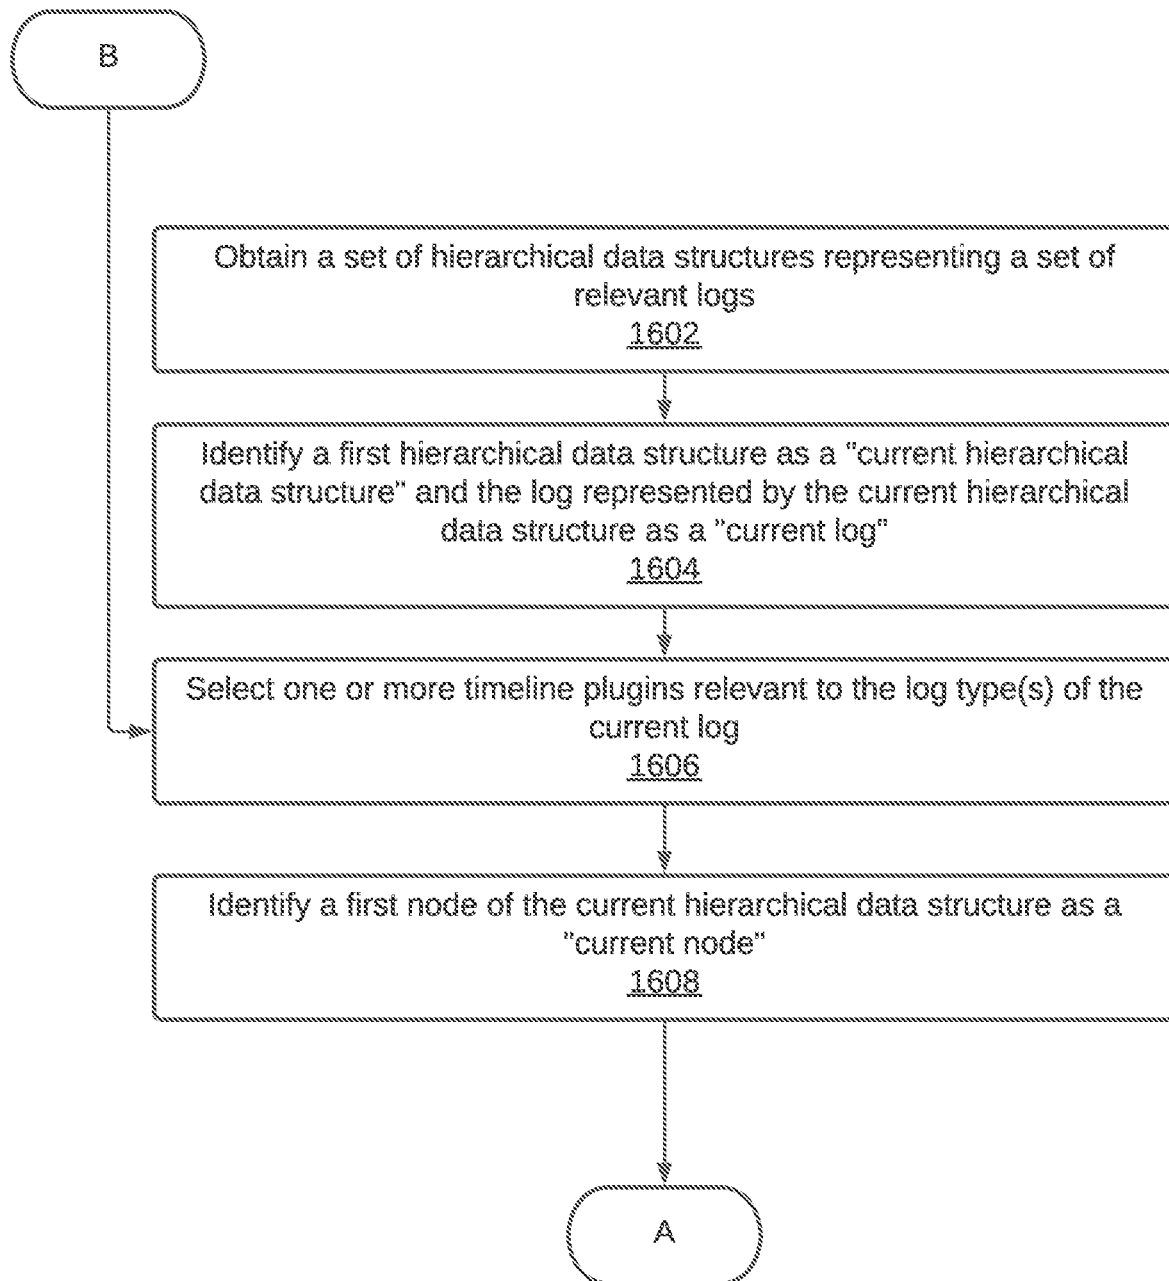 B
Obtain a set of hierarchical data structures representing a set of
relevant logs
1602
Identify a first hierarchical data structure as a "current hierarchical
data structure" and the log represented by the current hierarchical
data structure as a "current log"
1604
Select one or more timeline plugins relevant to the log type(s) of the
current log
1606
Identify a first node of the current hierarchical data structure as a
"current node"
1608
A